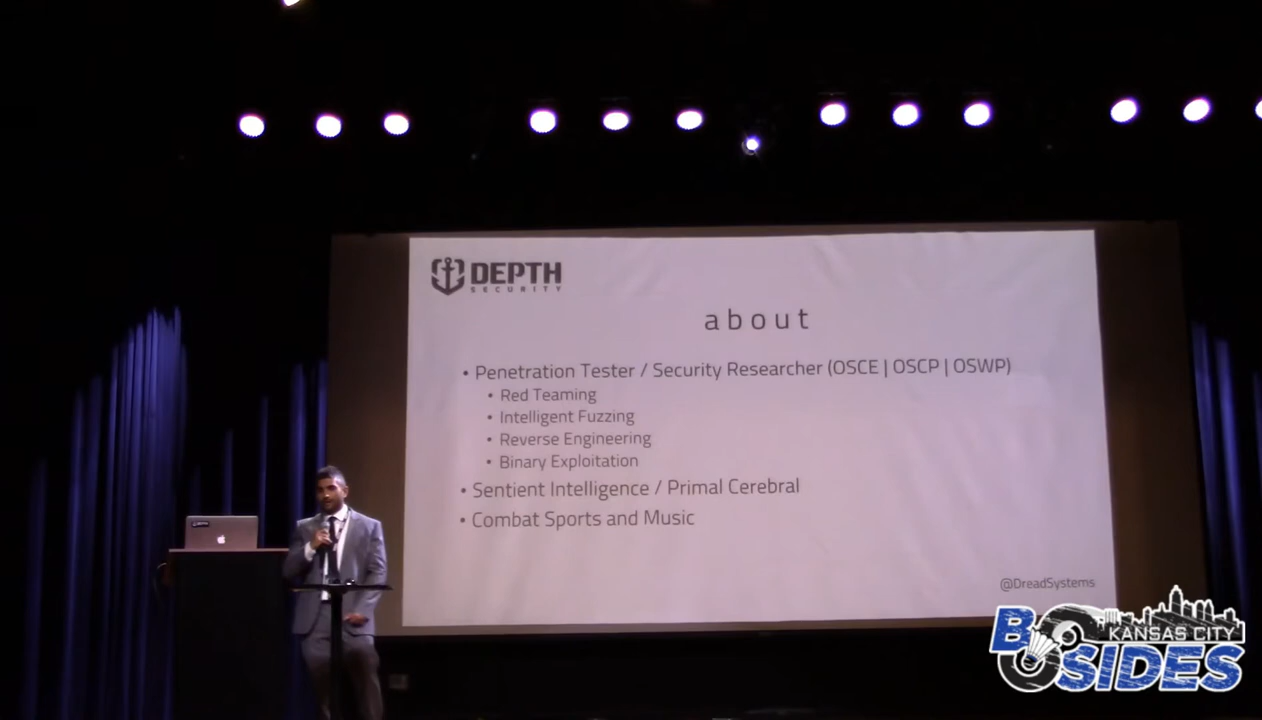 DEPTH
SECURITY
about
• Penetration Tester / Security Researcher (OSCE | OSCP | OSWP)
• Red Teaming
• Intelligent Fuzzing
• Reverse Engineering
• Binary Exploitation
• Sentient Intelligence / Primal Cerebral
• Combat Sports and Music
@DreadSystems
KANSAS CITY
BSIDES